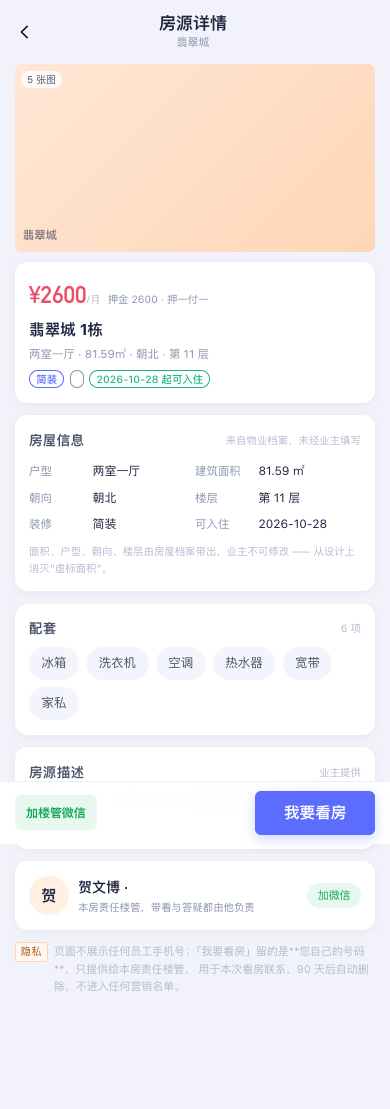 房源详情
翡翠城
5 张图
翡翠城
¥2600/月 押金 2600 · 押一付一
翡翠城 1栋
两室一厅 · 81.59㎡ · 朝北 · 第 11 层
简装 2026-10-28 起可入住
房屋信息 来自物业档案，未经业主填写
户型 两室一厅 建筑面积 81.59 ㎡
朝向 朝北 楼层 第 11 层
装修 简装 可入住 2026-10-28
面积、户型、朝向、楼层由房屋档案带出，业主不可修改 —— 从设计上
消灭"虚标面积"。
配套 6 项
冰箱 洗衣机 空调 热水器 宽带
家私
房源描述 业主提供
加楼管微信 我要看房
贺 贺文博 · 加微信
本房责任楼管，带看与答疑都由他负责
隐私 页面不展示任何员工手机号；「我要看房」留的是**您自己的号码
**，只提供给本房责任楼管， 用于本次看房联系，90 天后自动删
除，不进入任何营销名单。